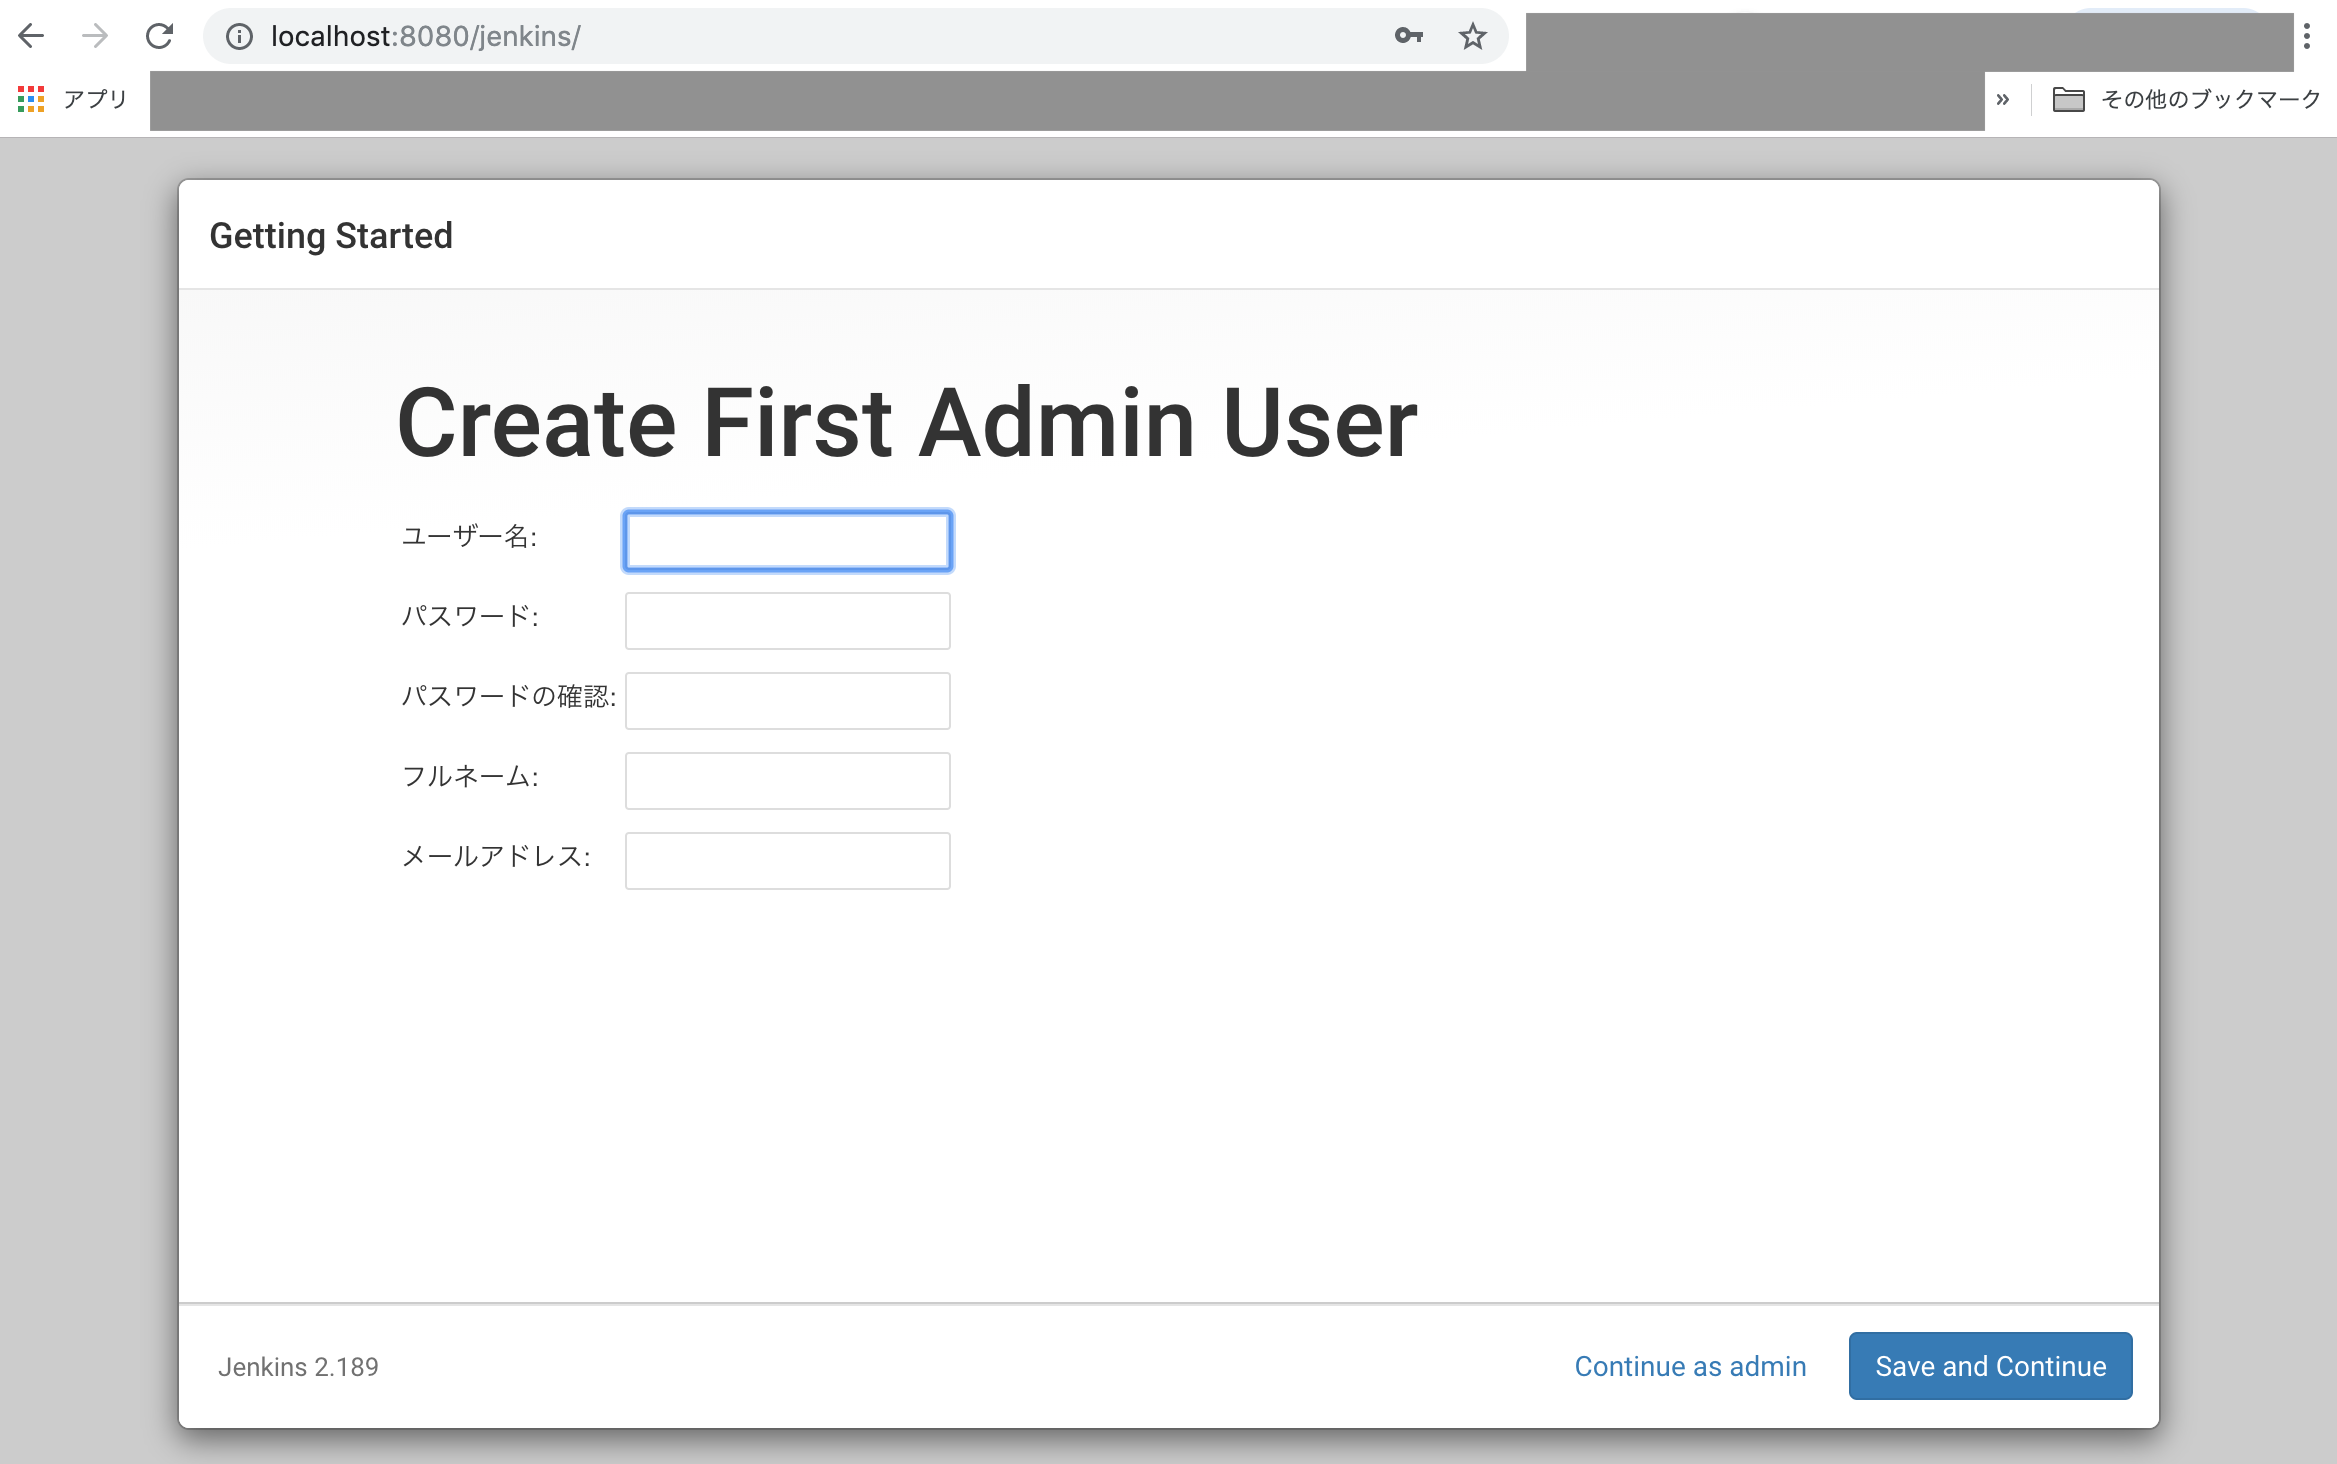 localhost:8080/jenkins/
アプリ
» その他のブックマーク
Getting Started
Create First Admin User
ユーザー名:
パスワード:
パスワードの確認:
フルネーム:
メールアドレス:
Jenkins 2.189
Continue as admin
Save and Continue